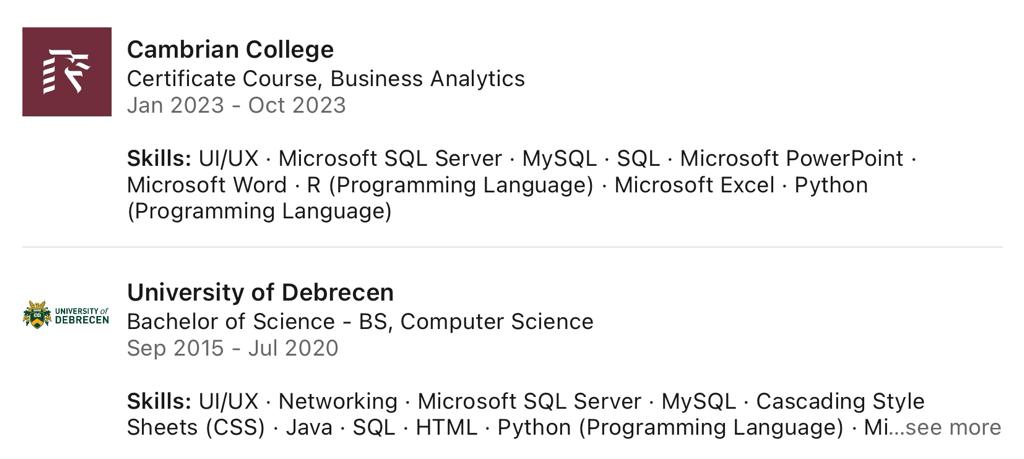 Cambrian College
Certificate Course, Business Analytics
Jan 2023 - Oct 2023
Skills: UI/UX · Microsoft SQL Server · MySQL · SQL · Microsoft PowerPoint ·
Microsoft Word · R (Programming Language) · Microsoft Excel · Python
(Programming Language)
UNIVERSITY of
DEBRECEN
University of Debrecen
Bachelor of Science - BS, Computer Science
Sep 2015 - Jul 2020
Skills: UI/UX · Networking · Microsoft SQL Server · MySQL · Cascading Style
Sheets (CSS) · Java · SQL · HTML · Python (Programming Language) · Mi...see more